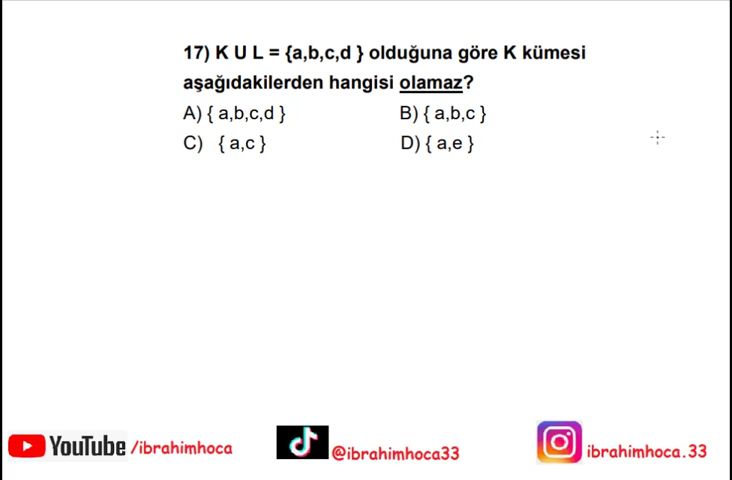 17) K U L = {a,b,c,d } olduğuna göre K kümesi
aşağıdakilerden hangisi olamaz?
A) { a,b,c,d } B) { a,b,c }
C) { a,c } D) { a,e }
YouTube /ibrahimhoca @ibrahimhoca33 ibrahimhoca.33